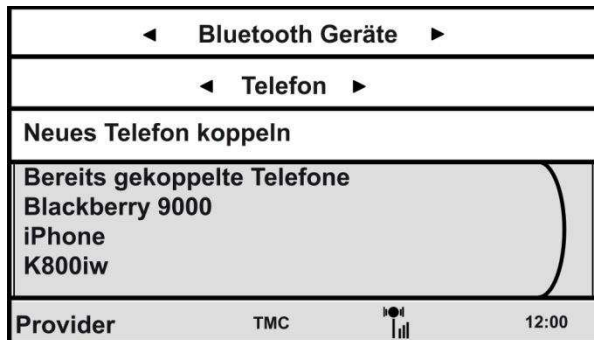 ◄ Bluetooth Geräte ►
◄ Telefon ►
Neues Telefon koppeln
Bereits gekoppelte Telefone
Blackberry 9000
iPhone
K800iw
Provider TMC 12:00